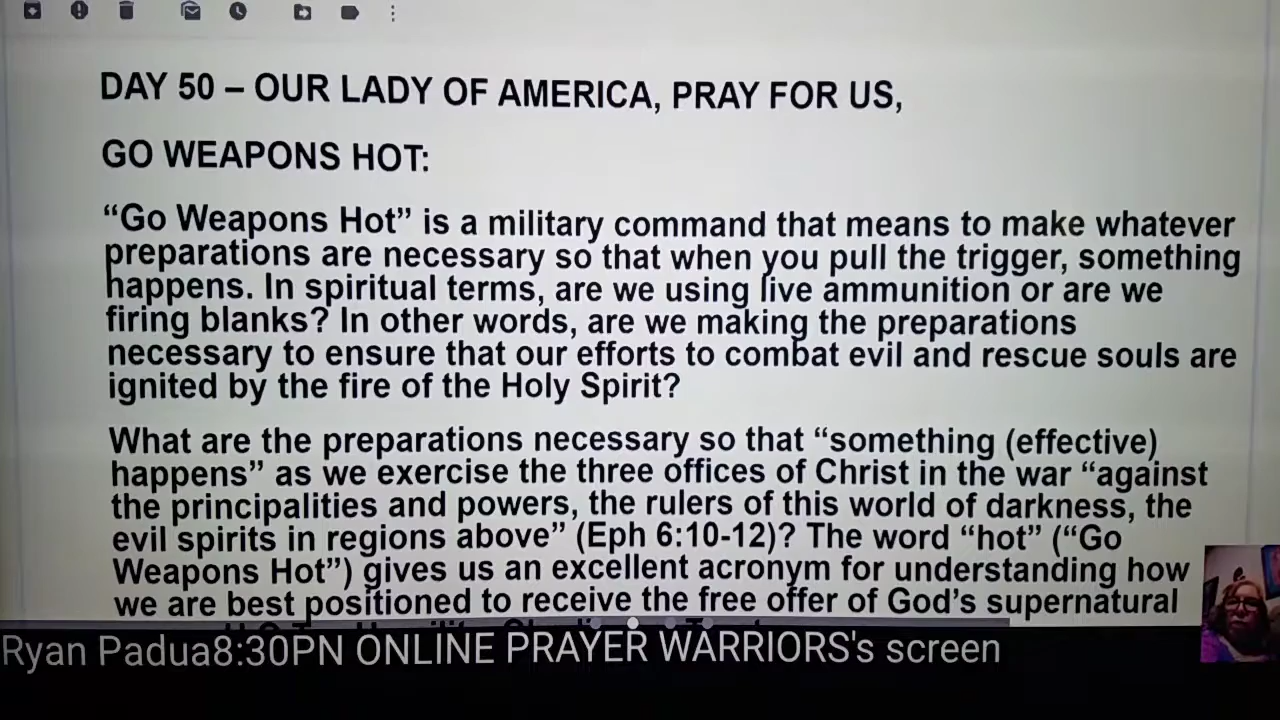 DAY 50 – OUR LADY OF AMERICA, PRAY FOR US,
GO WEAPONS HOT:
“Go Weapons Hot” is a military command that means to make whatever
preparations are necessary so that when you pull the trigger, something
happens. In spiritual terms, are we using live ammunition or are we
firing blanks? In other words, are we making the preparations
necessary to ensure that our efforts to combat evil and rescue souls are
ignited by the fire of the Holy Spirit?
What are the preparations necessary so that “something (effective)
happens” as we exercise the three offices of Christ in the war “against
the principalities and powers, the rulers of this world of darkness, the
evil spirits in regions above” (Eph 6:10-12)? The word “hot” (“Go
Weapons Hot”) gives us an excellent acronym for understanding how
we are best positioned to receive the free offer of God’s supernatural
Ryan Padua8:30PN ONLINE PRAYER WARRIORS's screen